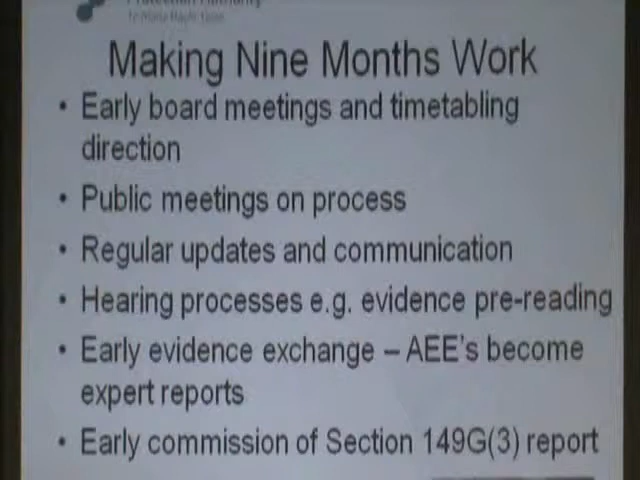 Making Nine Months Work
• Early board meetings and timetabling
direction
• Public meetings on process
• Regular updates and communication
• Hearing processes e.g. evidence pre-reading
• Early evidence exchange – AEE's become
expert reports
• Early commission of Section 149G(3) report